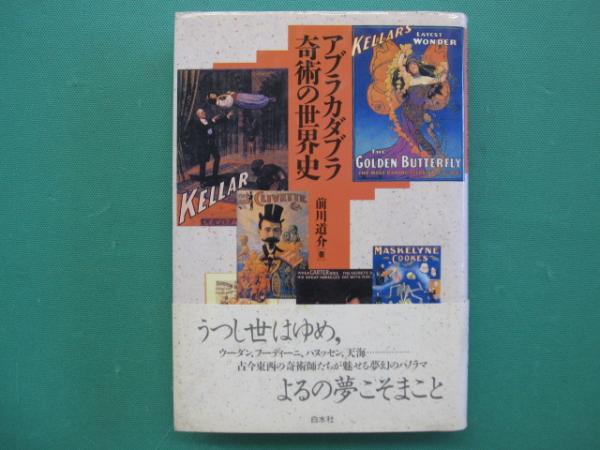 アブラカダブラ
奇術の世界史
前川道介 著
KELLAR'S
LATEST
WONDER
THE
GOLDEN BUTTERFLY
KELLAR
LEVITATION
CLIVETTE
CARTER
MASKELYNE
COOKES
うつし世はゆめ,
ウーダン,フーディーニ,ハヌッセン,天海……………
古今東西の奇術師たちが魅せる夢幻のパノラマ
よるの夢こそまこと
白水社